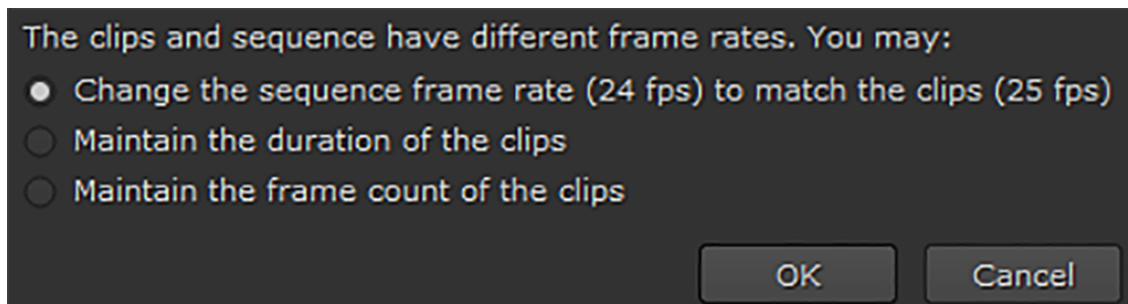 The clips and sequence have different frame rates. You may:
Change the sequence frame rate (24 fps) to match the clips (25 fps)
Maintain the duration of the clips
Maintain the frame count of the clips
OK Cancel